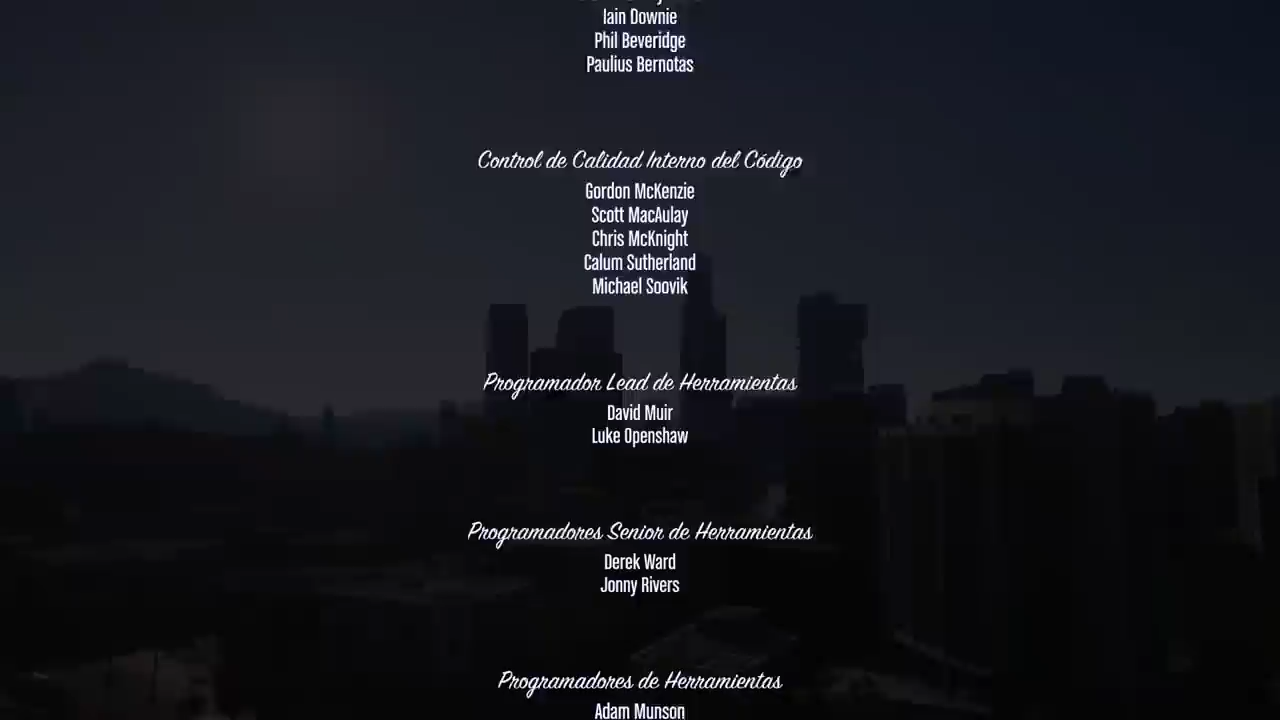 Iain Downie
Phil Beveridge
Paulius Bernotas
Control de Calidad Interno del Código
Gordon McKenzie
Scott MacAulay
Chris McKnight
Calum Sutherland
Michael Soovik
Programador Lead de Herramientas
David Muir
Luke Openshaw
Programadores Senior de Herramientas
Derek Ward
Jonny Rivers
Programadores de Herramientas
Adam Munson